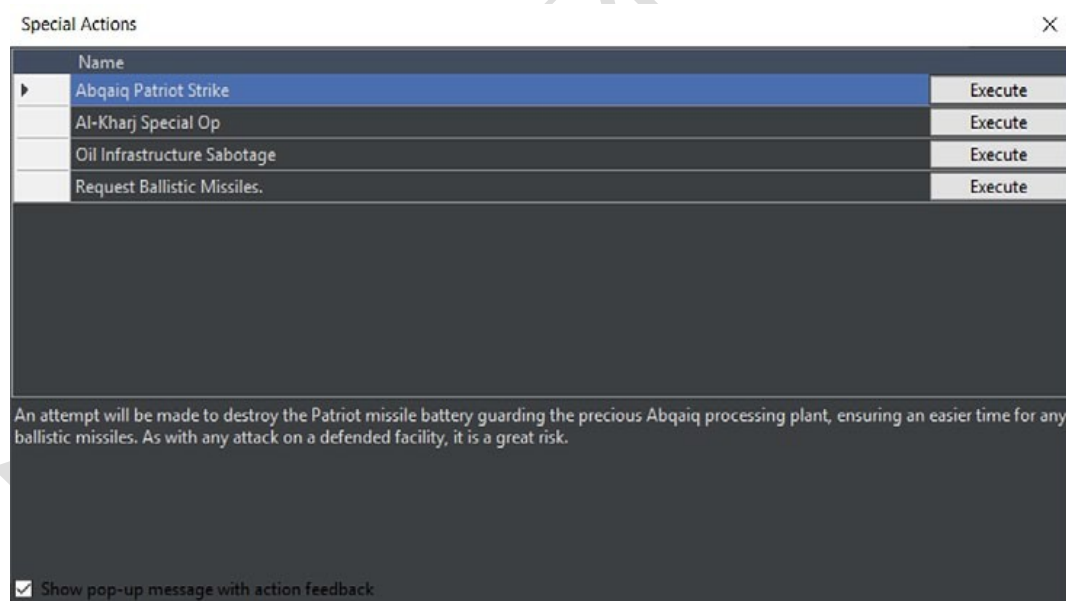 Special Actions
Name
Abqaiq Patriot Strike Execute
Al-Kharj Special Op Execute
Oil Infrastructure Sabotage Execute
Request Ballistic Missiles. Execute
An attempt will be made to destroy the Patriot missile battery guarding the precious Abqaiq processing plant, ensuring an easier time for any
ballistic missiles. As with any attack on a defended facility, it is a great risk.
Show pop-up message with action feedback